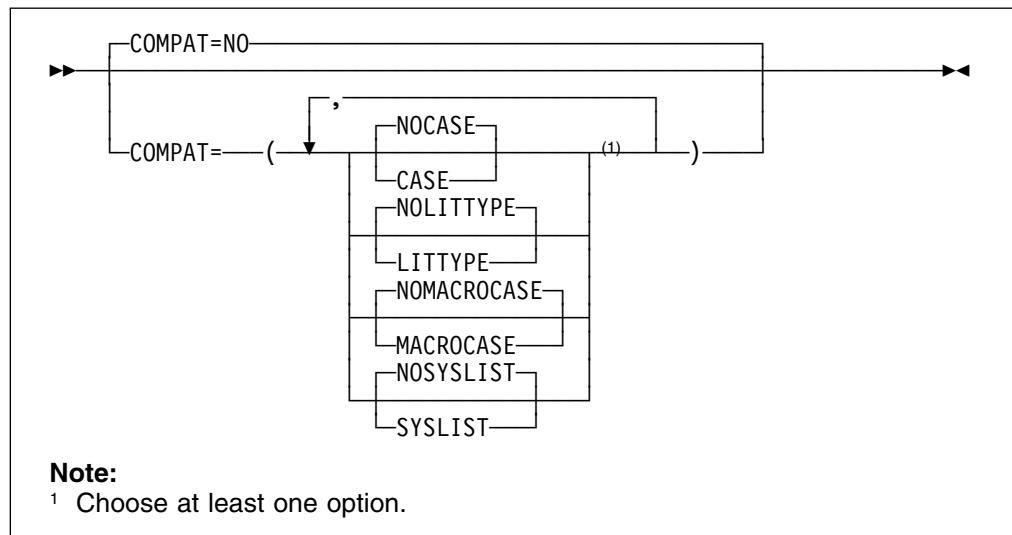 COMPAT=NO
,
NOCASE
COMPAT= ( (1) )
CASE
NOLITTYPE
LITTYPE
NOMACROCASE
MACROCASE
NOSYSLIST
SYSLIST
Note:
1 Choose at least one option.